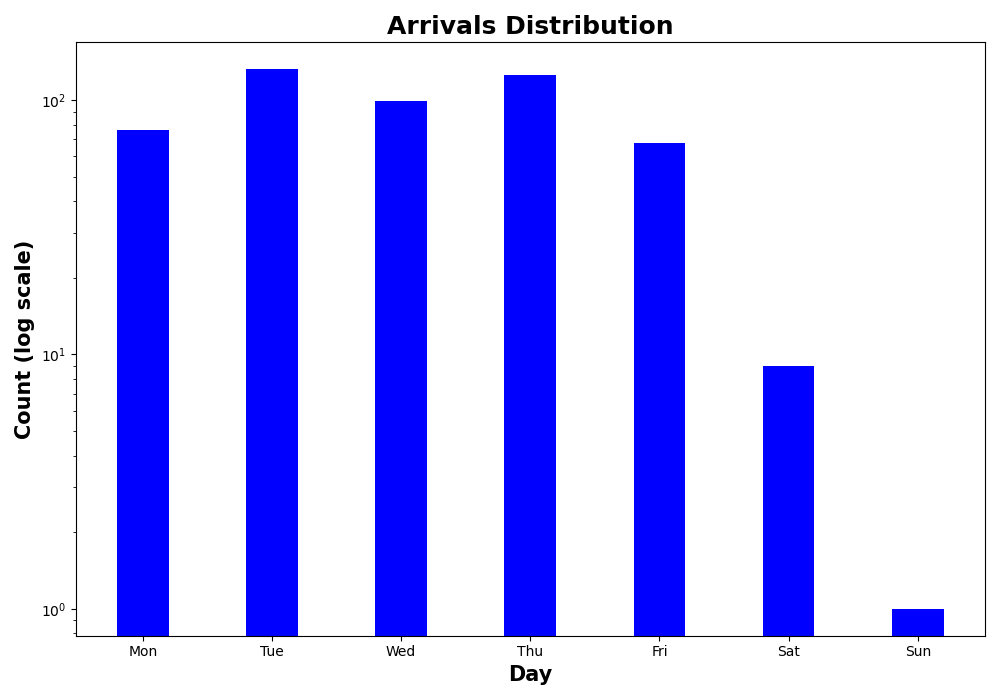 Arrivals Distribution
Count (log scale)
10²
10¹
10⁰
Mon Tue Wed Thu Fri Sat Sun
Day